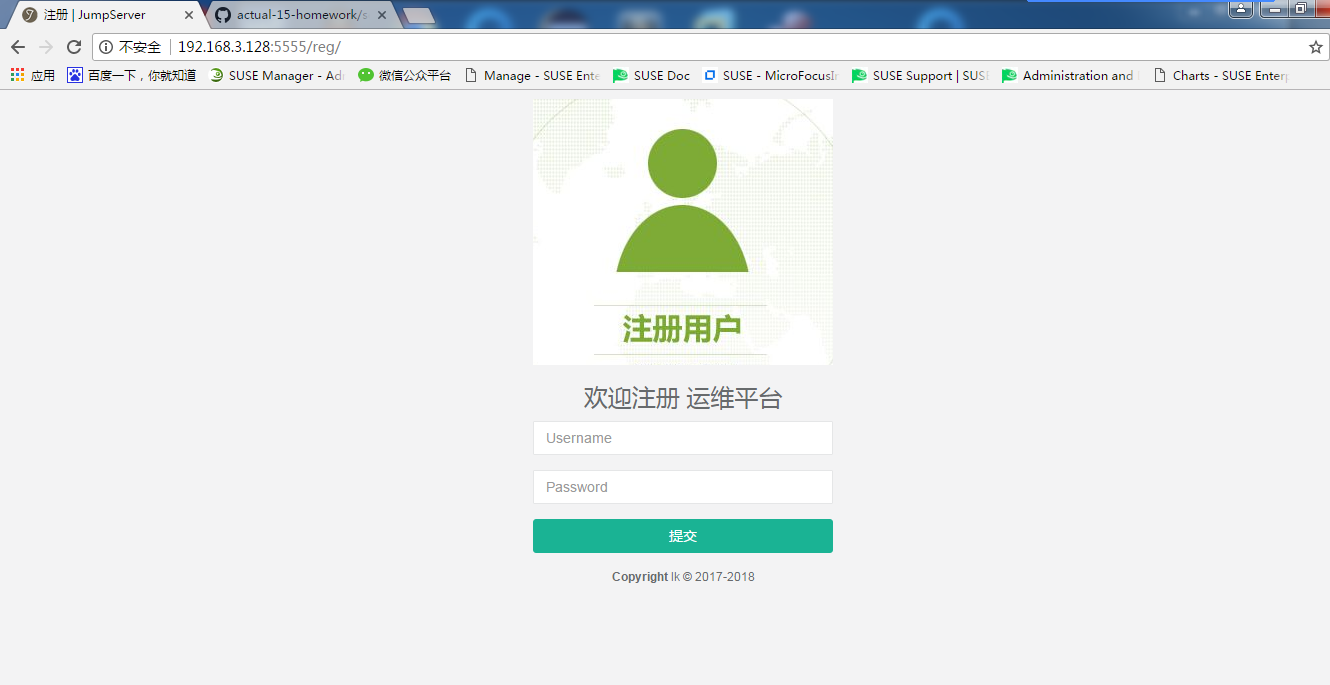 注册 | JumpServer
actual-15-homework/s
不安全 192.168.3.128:5555/reg/
应用 百度一下，你就知道 SUSE Manager - Ad 微信公众平台 Manage - SUSE Ente SUSE Doc SUSE - MicroFocusI SUSE Support | SUS Administration and Charts - SUSE Enter
注册用户
欢迎注册 运维平台
Username
Password
提交
Copyright lk © 2017-2018